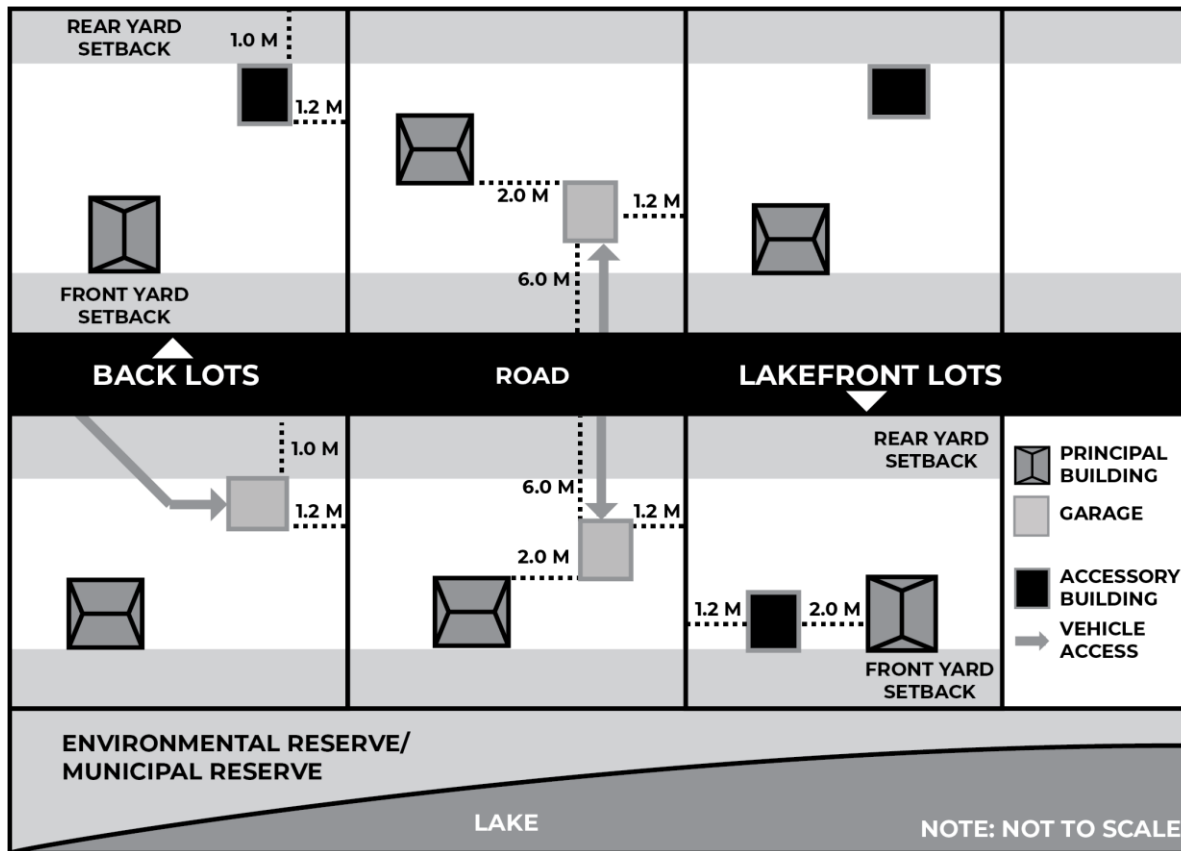 REAR YARD
SETBACK
1.0 M
1.2 M
2.0 M
1.2 M
6.0 M
FRONT YARD
SETBACK
BACK LOTS
ROAD
LAKEFRONT LOTS
1.0 M
1.2 M
6.0 M
1.2 M
2.0 M
REAR YARD
SETBACK
1.2 M
2.0 M
FRONT YARD
SETBACK
PRINCIPAL
BUILDING
GARAGE
ACCESSORY
BUILDING
VEHICLE
ACCESS
ENVIRONMENTAL RESERVE/
MUNICIPAL RESERVE
LAKE
NOTE: NOT TO SCALE